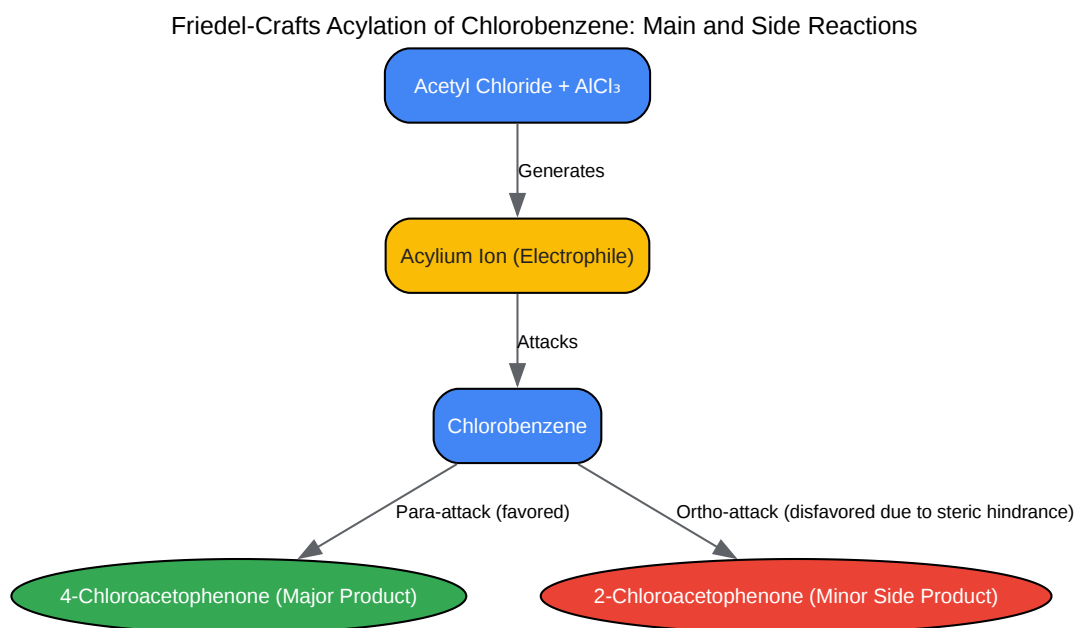 Friedel-Crafts Acylation of Chlorobenzene: Main and Side Reactions
Acetyl Chloride + AlCl₃
Generates
Acylium Ion (Electrophile)
Attacks
Chlorobenzene
Para-attack (favored)
Ortho-attack (disfavored due to steric hindrance)
4-Chloroacetophenone (Major Product)
2-Chloroacetophenone (Minor Side Product)